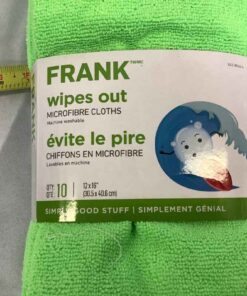 FRANK
wipes out
MICROFIBRE CLOTHS
Machine washable
évite le pire
CHIFFONS EN MICROFIBRE
Lavables en machine
QTY. 10 12 x 16"
QTÉ. (30.5 x 40.6 cm)
SIMPLE GOOD STUFF | SIMPLEMENT GÉNIAL